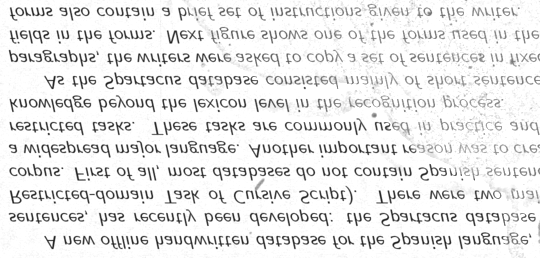 A new offline handwritten database for the Spanish language,
sentences, has recently been developed: the Spartacus database
Restricted-domain Task of Cursive Script). There were two mai
corpus. First of all, most databases do not contain Spanish senten
a widespread major language. Another important reason was to crea
restricted tasks. These tasks are commonly used in practice and
knowledge beyond the lexicon level in the recognition process.
As the Spartacus database consisted mainly of short sentence
paragraphs, the writers were asked to copy a set of sentences in fixe
fields in the forms. Next figure shows one of the forms used in the
forms also contain a brief set of instructions given to the writer.